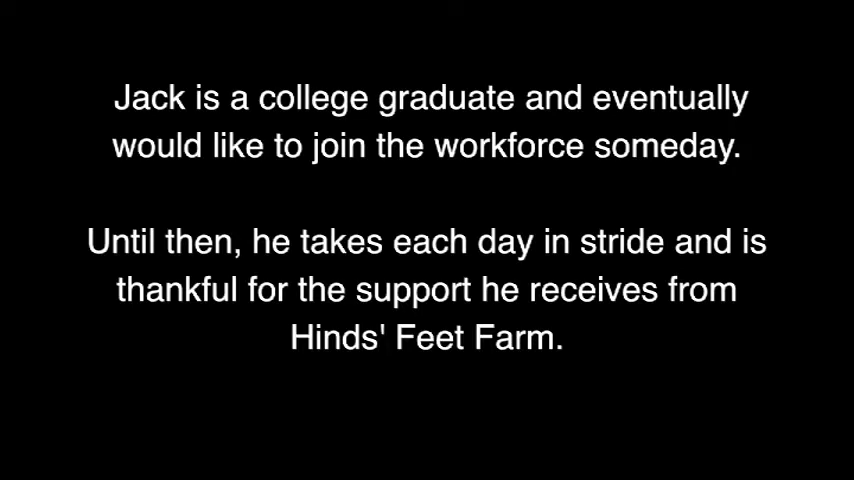 Jack is a college graduate and eventually
would like to join the workforce someday.
Until then, he takes each day in stride and is
thankful for the support he receives from
Hinds' Feet Farm.